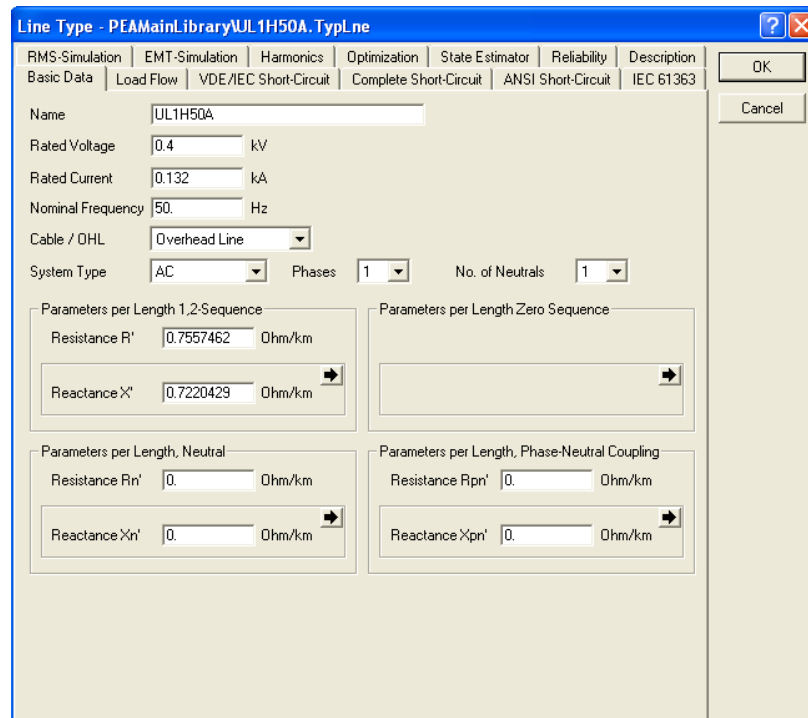 Line Type - PEAMainLibrary\UL1H50A.TypLne
RMS-Simulation EMT-Simulation Harmonics Optimization State Estimator Reliability Description
Basic Data Load Flow VDE/IEC Short-Circuit Complete Short-Circuit ANSI Short-Circuit IEC 61363
OK
Cancel
Name UL1H50A
Rated Voltage 0.4 kV
Rated Current 0.132 kA
Nominal Frequency 50. Hz
Cable / OHL Overhead Line
System Type AC Phases 1 No. of Neutrals 1
Parameters per Length 1,2-Sequence
Resistance R' 0.7557462 Ohm/km
Reactance X' 0.7220429 Ohm/km
Parameters per Length Zero Sequence
Parameters per Length, Neutral
Resistance Rn' 0. Ohm/km
Reactance Xn' 0. Ohm/km
Parameters per Length, Phase-Neutral Coupling
Resistance Rpn' 0. Ohm/km
Reactance Xpn' 0. Ohm/km